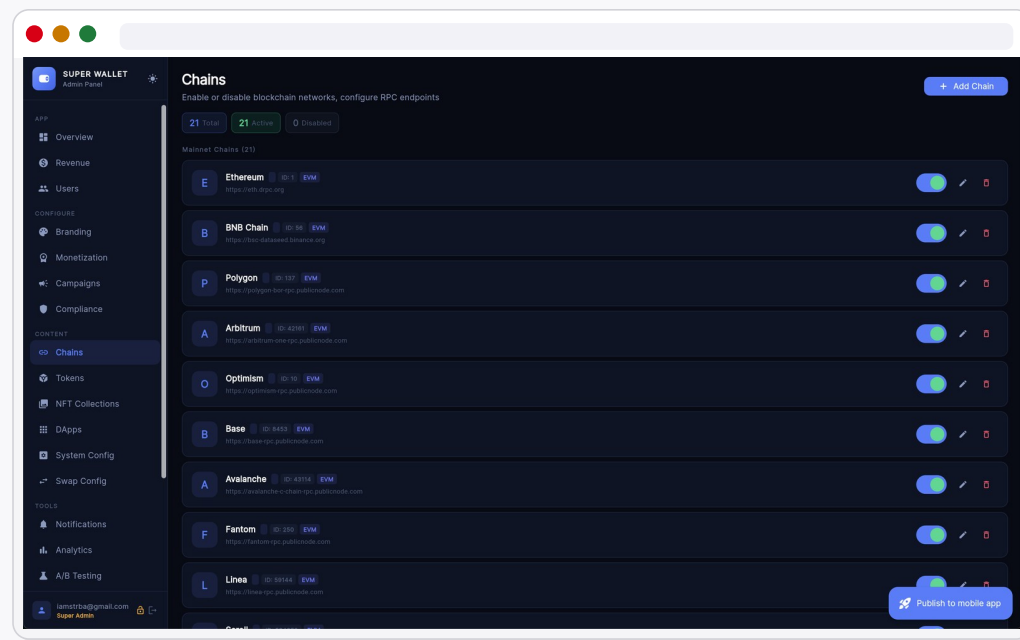 SUPER WALLET
Admin Panel
APP
Overview
Revenue
Users
CONFIGURE
Branding
Monetization
Campaigns
Compliance
CONTENT
Chains
Tokens
NFT Collections
DApps
System Config
Swap Config
TOOLS
Notifications
Analytics
A/B Testing
iamstrba@gmail.com
Super Admin
Chains
Enable or disable blockchain networks, configure RPC endpoints
+ Add Chain
21 Total 21 Active 0 Disabled
Mainnet Chains (21)
E Ethereum ID: 1 EVM
https://eth.drpc.org
B BNB Chain ID: 56 EVM
https://bsc-dataseed.binance.org
P Polygon ID: 137 EVM
https://polygon-bor-rpc.publicnode.com
A Arbitrum ID: 42161 EVM
https://arbitrum-one-rpc.publicnode.com
O Optimism ID: 10 EVM
https://optimism-rpc.publicnode.com
B Base ID: 8453 EVM
https://base-rpc.publicnode.com
A Avalanche ID: 43114 EVM
https://avalanche-c-chain-rpc.publicnode.com
F Fantom ID: 250 EVM
https://fantom-rpc.publicnode.com
L Linea ID: 59144 EVM
https://linea-rpc.publicnode.com
Publish to mobile app